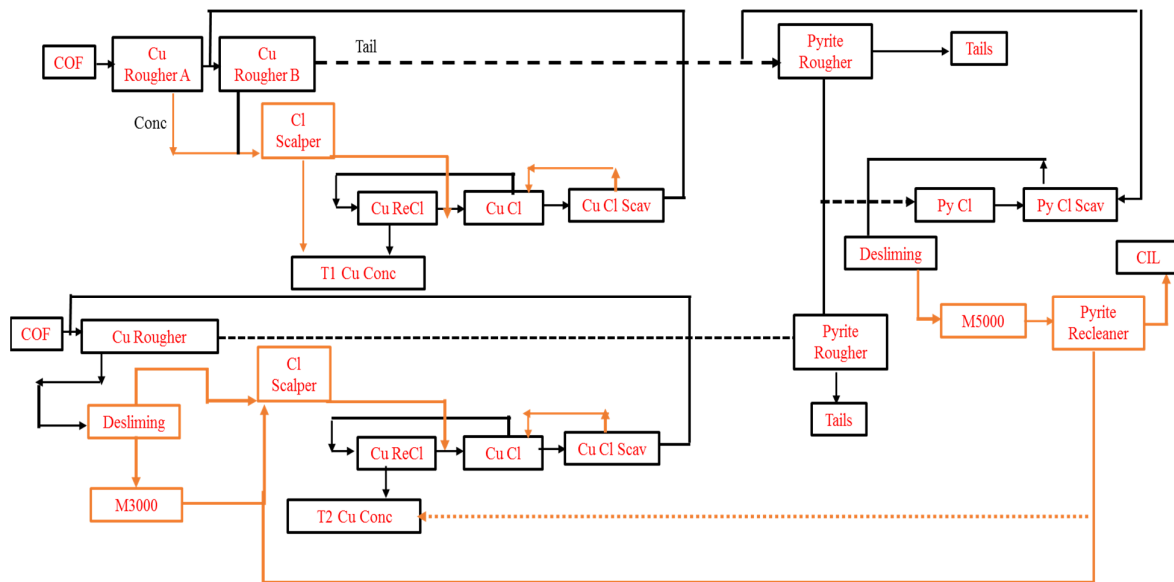 COF
Cu
Rougher A
Cu
Rougher B
Tail
Pyrite
Rougher
Tails
Conc
Cl
Scalper
Cu ReCl
Cu Cl
Cu Cl Scav
Py Cl
Py Cl Scav
T1 Cu Conc
Desliming
CIL
COF
Cu Rougher
M5000
Pyrite
Recleaner
Pyrite
Rougher
Cl
Scalper
Desliming
Tails
Cu ReCl
Cu Cl
Cu Cl Scav
M3000
T2 Cu Conc